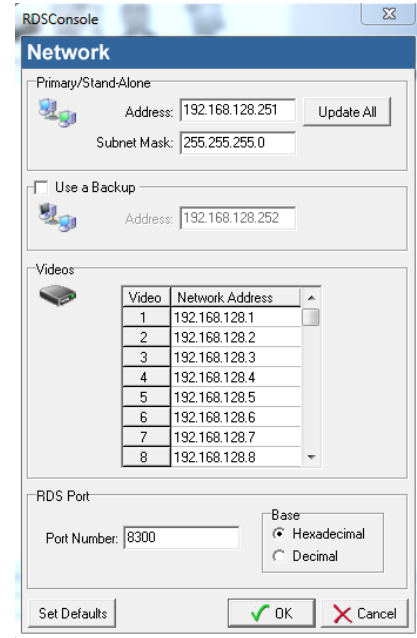 RDSConsole
Network
Primary/Stand-Alone
Address: 192.168.128.251 Update All
Subnet Mask: 255.255.255.0
Use a Backup
Address: 192.168.128.252
Videos
Video Network Address
1 192.168.128.1
2 192.168.128.2
3 192.168.128.3
4 192.168.128.4
5 192.168.128.5
6 192.168.128.6
7 192.168.128.7
8 192.168.128.8
RDS Port
Port Number: 8300
Base
Hexadecimal
Decimal
Set Defaults OK Cancel